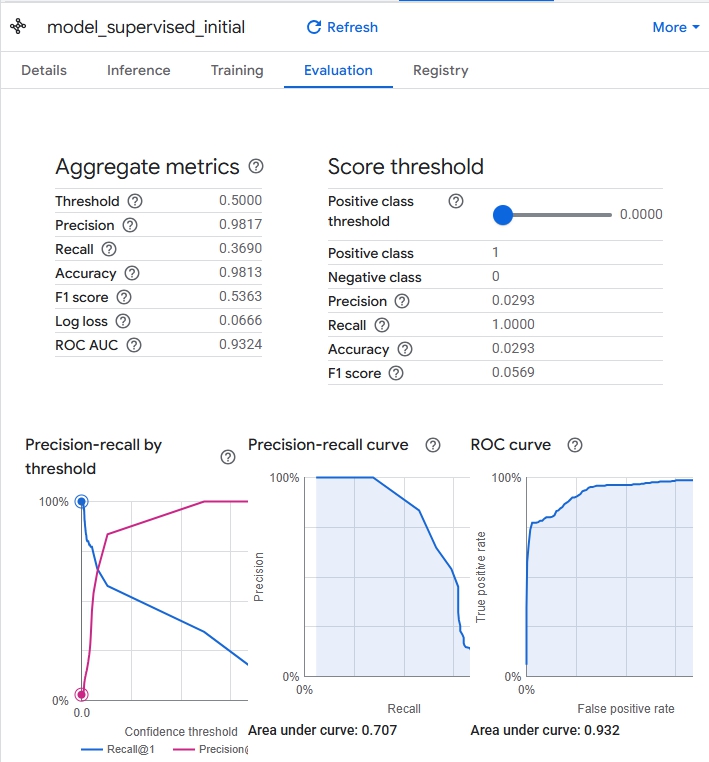 model_supervised_initial
Refresh
More
Details
Inference
Training
Evaluation
Registry
Aggregate metrics
Threshold 0.5000
Precision 0.9817
Recall 0.3690
Accuracy 0.9813
F1 score 0.5363
Log loss 0.0666
ROC AUC 0.9324
Score threshold
Positive class
threshold
0.0000
Positive class 1
Negative class 0
Precision 0.0293
Recall 1.0000
Accuracy 0.0293
F1 score 0.0569
Precision-recall by
threshold
100%
0%
0.0
Confidence threshold
Recall@1 Precision@
Precision-recall curve
100%
Precision
0%
0%
Recall
Area under curve: 0.707
ROC curve
100%
True positive rate
0%
0%
False positive rate
Area under curve: 0.932